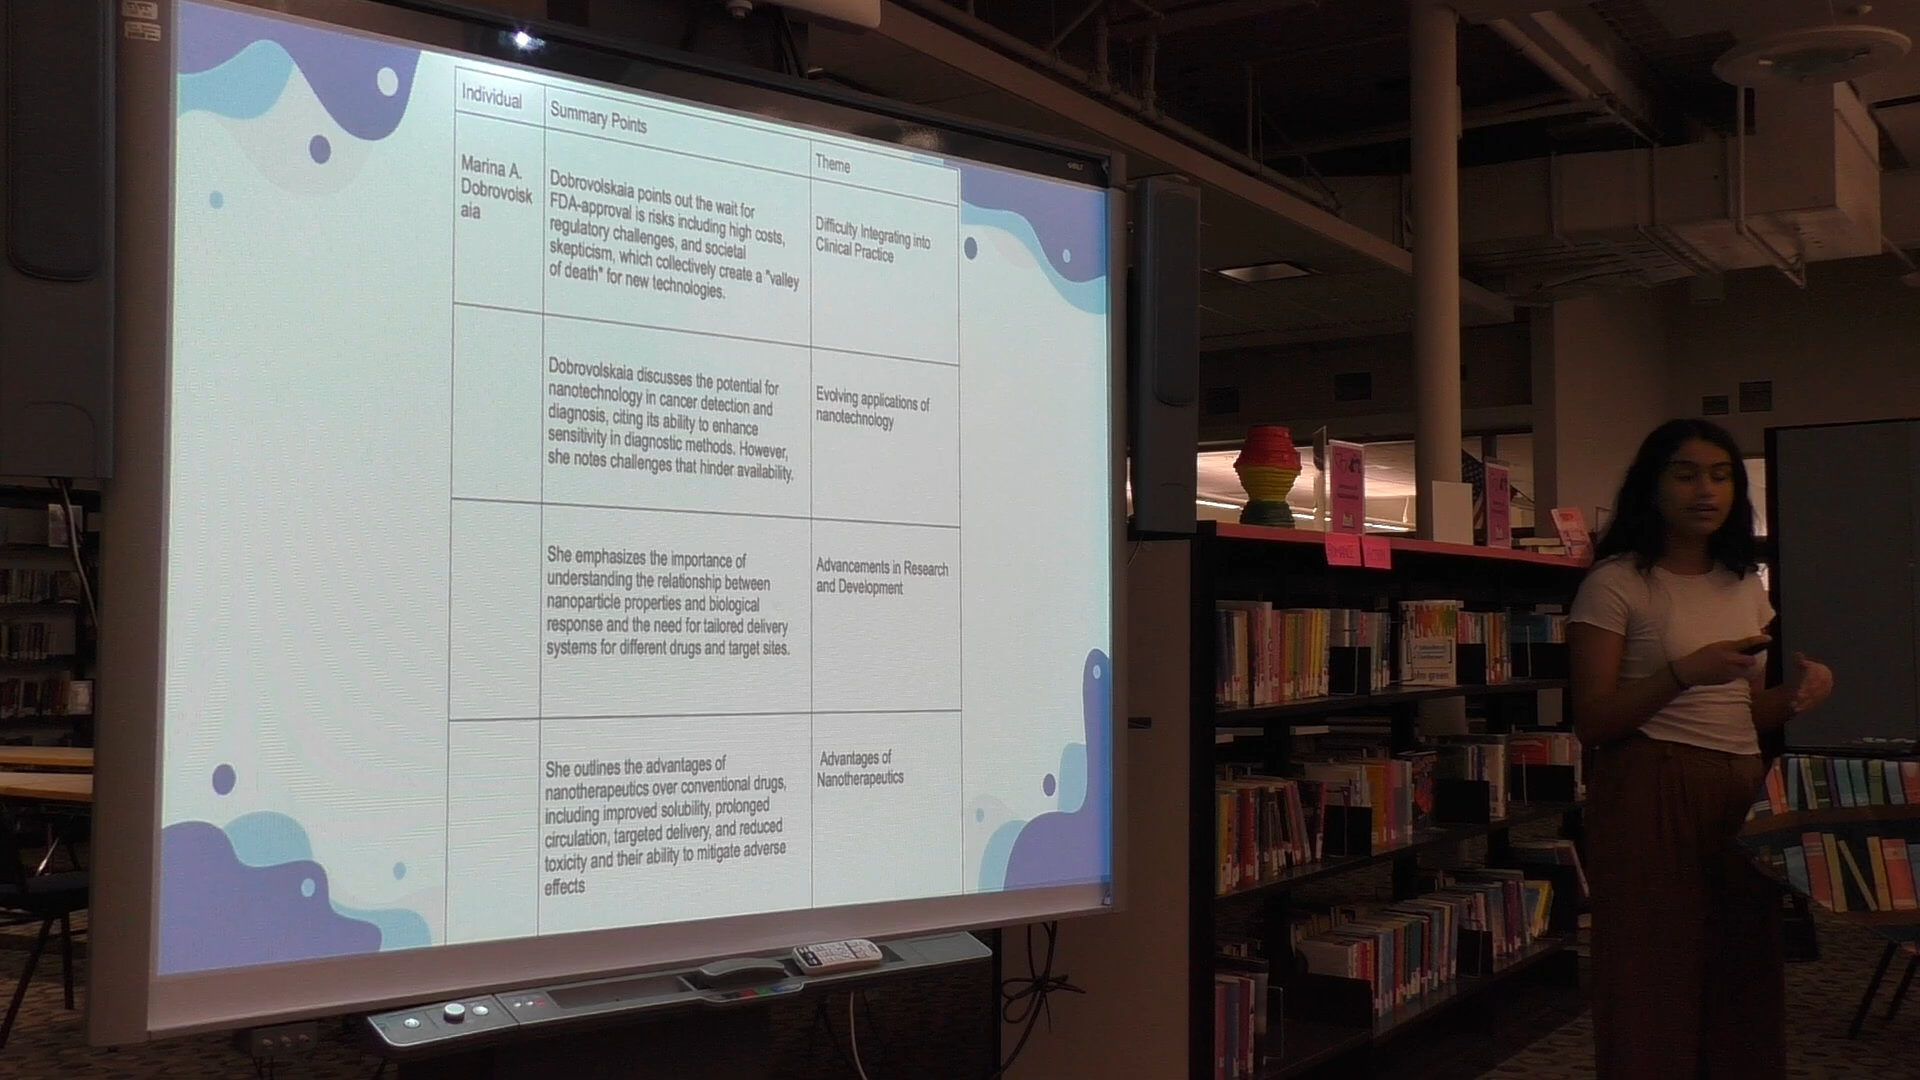 Individual
Summary Points
Theme
Marina A.
Dobrovolsk
aia
Dobrovolskaia points out the wait for
FDA-approval is risks including high costs,
regulatory challenges, and societal
skepticism, which collectively create a "valley
of death" for new technologies.
Difficulty Integrating into
Clinical Practice
Dobrovolskaia discusses the potential for
nanotechnology in cancer detection and
diagnosis, citing its ability to enhance
sensitivity in diagnostic methods. However,
she notes challenges that hinder availability.
Evolving applications of
nanotechnology
She emphasizes the importance of
understanding the relationship between
nanoparticle properties and biological
response and the need for tailored delivery
systems for different drugs and target sites.
Advancements in Research
and Development
She outlines the advantages of
nanotherapeutics over conventional drugs,
including improved solubility, prolonged
circulation, targeted delivery, and reduced
toxicity and their ability to mitigate adverse
effects
Advantages of
Nanotherapeutics
john green